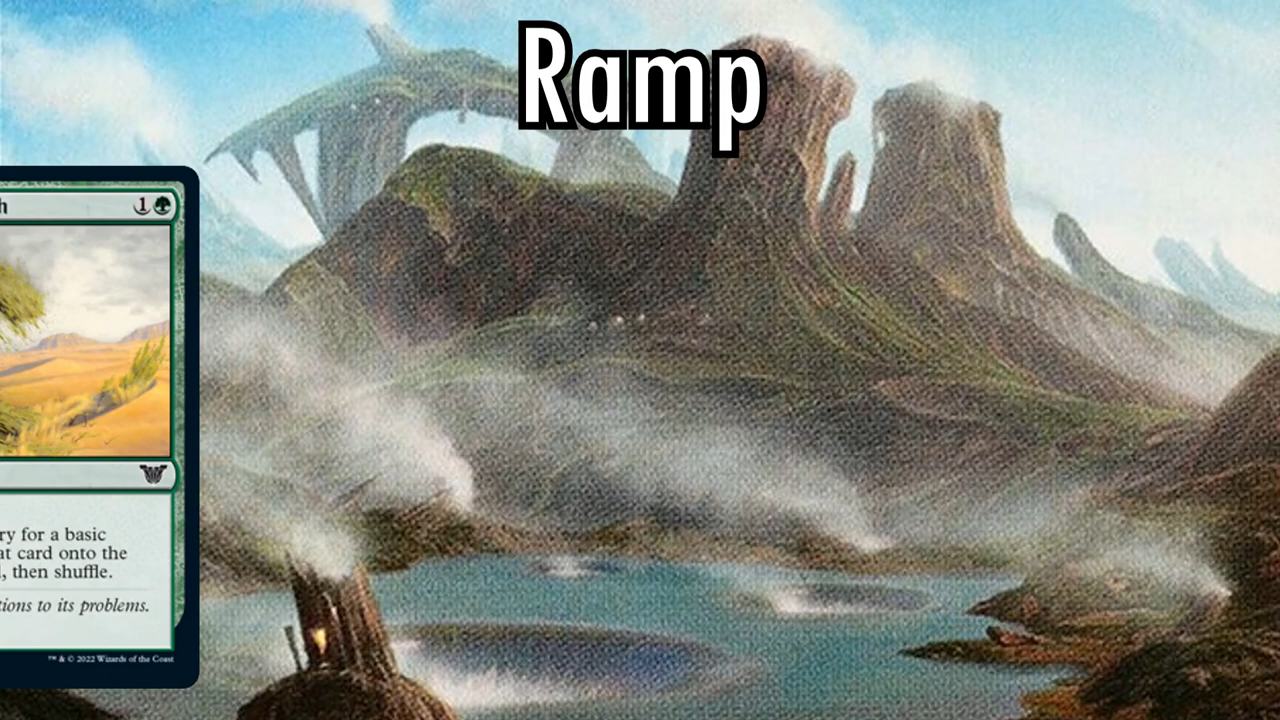 Ramp
h 1
ry for a basic
at card onto the
l, then shuffle.
tions to its problems.
™ & © 2022 Wizards of the Coast